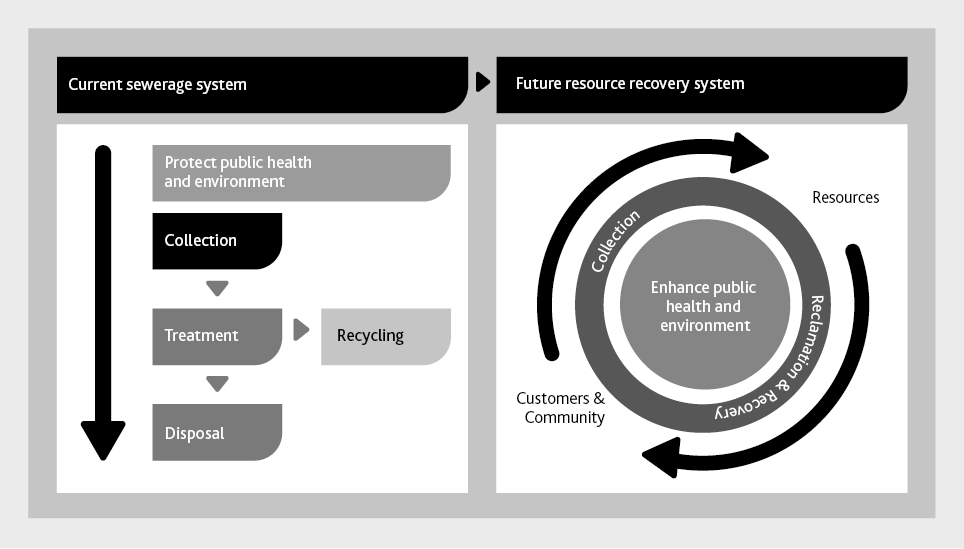 Current sewerage system
Future resource recovery system
Protect public health
and environment
Collection
Treatment
Recycling
Disposal
Resources
Collection
Enhance public
health and
environment
Reclamation & Recovery
Customers &
Community